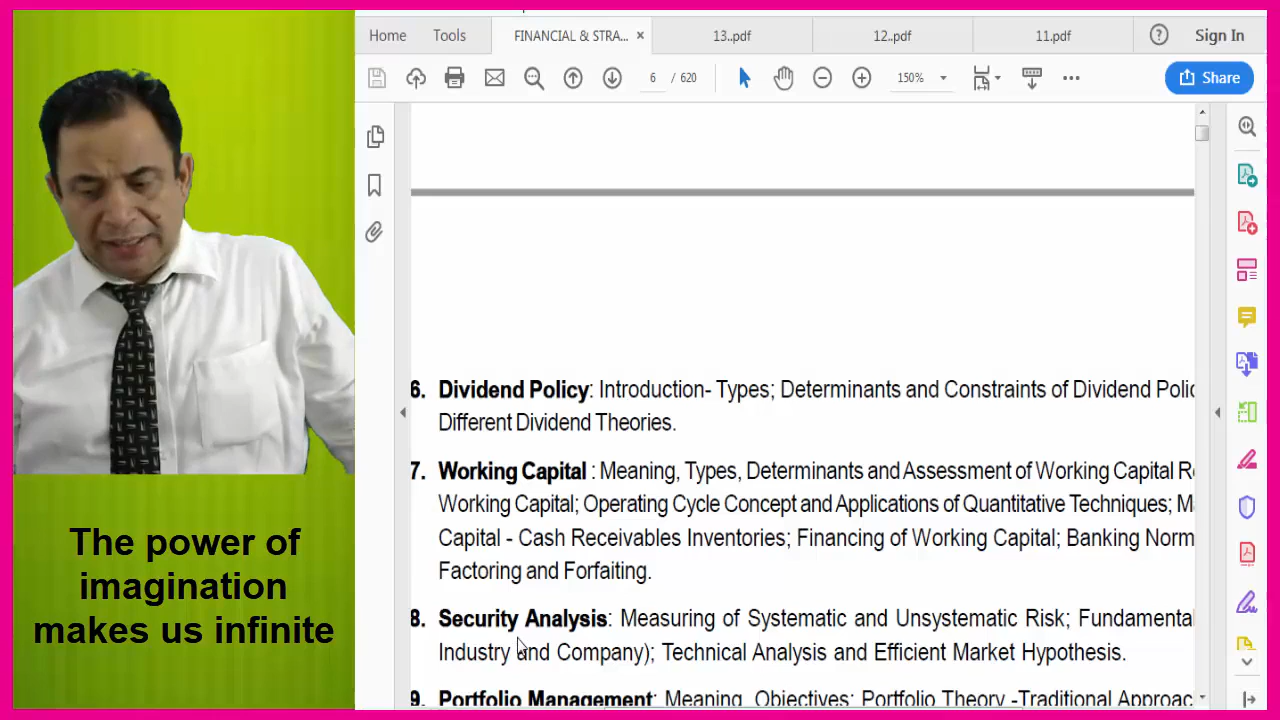 Home Tools FINANCIAL & STRA... × 13..pdf 12..pdf 11.pdf ? Sign In
6 / 620 150% Share
6. Dividend Policy: Introduction- Types; Determinants and Constraints of Dividend Polic
Different Dividend Theories.
7. Working Capital : Meaning, Types, Determinants and Assessment of Working Capital Re
Working Capital; Operating Cycle Concept and Applications of Quantitative Techniques; Ma
Capital - Cash Receivables Inventories; Financing of Working Capital; Banking Norm
Factoring and Forfaiting.
8. Security Analysis: Measuring of Systematic and Unsystematic Risk; Fundamental
Industry and Company); Technical Analysis and Efficient Market Hypothesis.
9. Portfolio Management: Meaning, Objectives; Portfolio Theory -Traditional Approac
The power of
imagination
makes us infinite